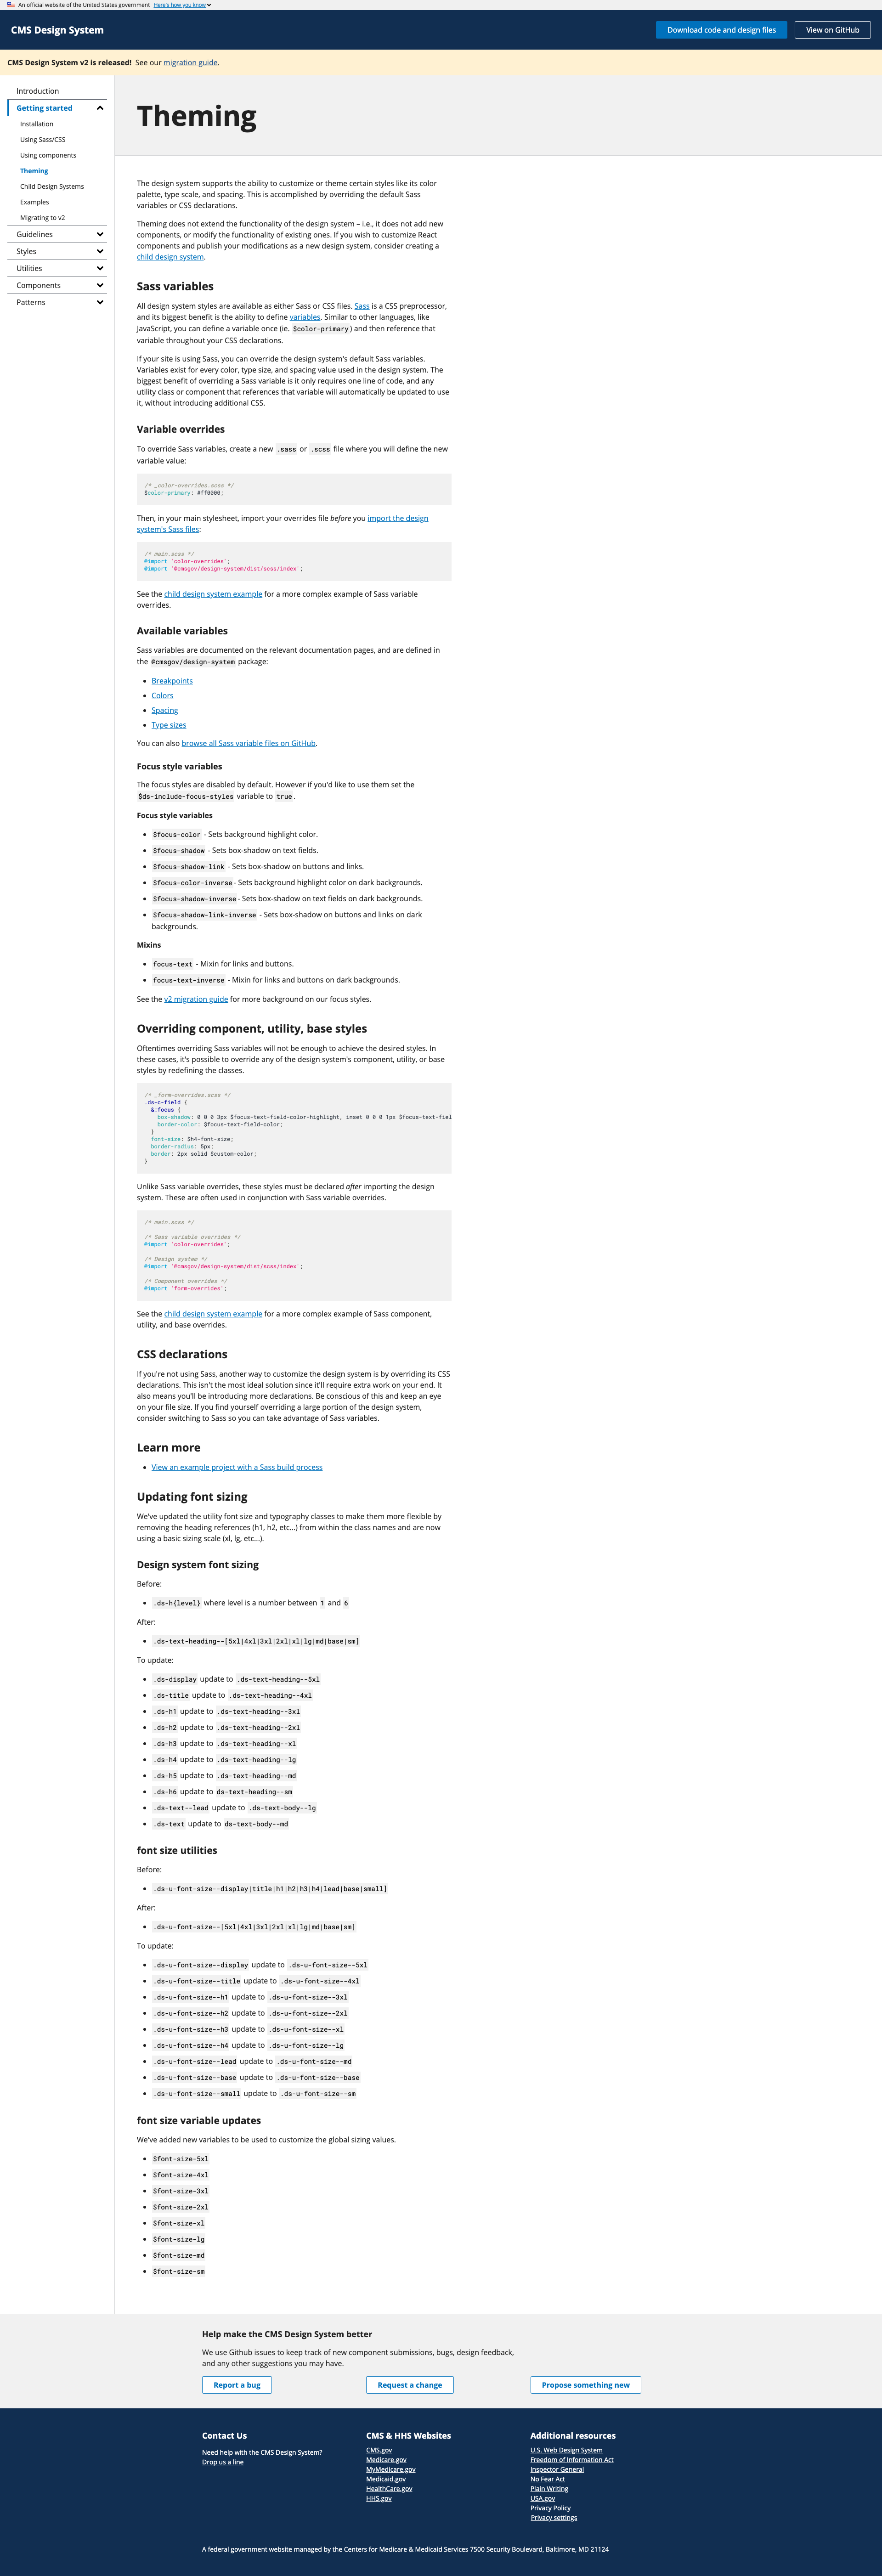 An official website of the United States government Here's how you know
CMS Design System
Download code and design files
View on GitHub
CMS Design System v2 is released! See our migration guide.
Introduction
Getting started
Installation
Using Sass/CSS
Using components
Theming
Child Design Systems
Examples
Migrating to v2
Guidelines
Styles
Utilities
Components
Patterns
Theming
The design system supports the ability to customize or theme certain styles like its color
palette, type scale, and spacing. This is accomplished by overriding the default Sass
variables or CSS declarations.
Theming does not extend the functionality of the design system – i.e., it does not add new
components, or modify the functionality of existing ones. If you wish to customize React
components and publish your modifications as a new design system, consider creating a
child design system.
Sass variables
All design system styles are available as either Sass or CSS files. Sass is a CSS preprocessor,
and its biggest benefit is the ability to define variables. Similar to other languages, like
JavaScript, you can define a variable once (ie. $color-primary) and then reference that
variable throughout your CSS declarations.
If your site is using Sass, you can override the design system's default Sass variables.
Variables exist for every color, type size, and spacing value used in the design system. The
biggest benefit of overriding a Sass variable is it only requires one line of code, and any
utility class or component that references that variable will automatically be updated to use
it, without introducing additional CSS.
Variable overrides
To override Sass variables, create a new .sass or .scss file where you will define the new
variable value:
/* _color-overrides.scss */
$color-primary: #ff0000;
Then, in your main stylesheet, import your overrides file before you import the design
system's Sass files:
/* main.scss */
@import 'color-overrides';
@import '@cmsgov/design-system/dist/scss/index';
See the child design system example for a more complex example of Sass variable
overrides.
Available variables
Sass variables are documented on the relevant documentation pages, and are defined in
the @cmsgov/design-system package:
Breakpoints
Colors
Spacing
Type sizes
You can also browse all Sass variable files on GitHub.
Focus style variables
The focus styles are disabled by default. However if you'd like to use them set the
$ds-include-focus-styles variable to true.
Focus style variables
$focus-color - Sets background highlight color.
$focus-shadow - Sets box-shadow on text fields.
$focus-shadow-link - Sets box-shadow on buttons and links.
$focus-color-inverse- Sets background highlight color on dark backgrounds.
$focus-shadow-inverse- Sets box-shadow on text fields on dark backgrounds.
$focus-shadow-link-inverse - Sets box-shadow on buttons and links on dark
backgrounds.
Mixins
focus-text - Mixin for links and buttons.
focus-text-inverse - Mixin for links and buttons on dark backgrounds.
See the v2 migration guide for more background on our focus styles.
Overriding component, utility, base styles
Oftentimes overriding Sass variables will not be enough to achieve the desired styles. In
these cases, it's possible to override any of the design system's component, utility, or base
styles by redefining the classes.
/* _form-overrides.scss */
.ds-c-field {
&:focus {
box-shadow: 0 0 0 3px $focus-text-field-color-highlight, inset 0 0 0 1px $focus-text-fiel
border-color: $focus-text-field-color;
}
font-size: $h4-font-size;
border-radius: 5px;
border: 2px solid $custom-color;
}
Unlike Sass variable overrides, these styles must be declared after importing the design
system. These are often used in conjunction with Sass variable overrides.
/* main.scss */
/* Sass variable overrides */
@import 'color-overrides';
/* Design system */
@import '@cmsgov/design-system/dist/scss/index';
/* Component overrides */
@import 'form-overrides';
See the child design system example for a more complex example of Sass component,
utility, and base overrides.
CSS declarations
If you're not using Sass, another way to customize the design system is by overriding its CSS
declarations. This isn't the most ideal solution since it'll require extra work on your end. It
also means you'll be introducing more declarations. Be conscious of this and keep an eye
on your file size. If you find yourself overriding a large portion of the design system,
consider switching to Sass so you can take advantage of Sass variables.
Learn more
View an example project with a Sass build process
Updating font sizing
We've updated the utility font size and typography classes to make them more flexible by
removing the heading references (h1, h2, etc...) from within the class names and are now
using a basic sizing scale (xl, lg, etc...).
Design system font sizing
Before:
.ds-h{level} where level is a number between 1 and 6
After:
.ds-text-heading--[5xl|4xl|3xl|2xl|xl|lg|md|base|sm]
To update:
.ds-display update to .ds-text-heading--5xl
.ds-title update to .ds-text-heading--4xl
.ds-h1 update to .ds-text-heading--3xl
.ds-h2 update to .ds-text-heading--2xl
.ds-h3 update to .ds-text-heading--xl
.ds-h4 update to .ds-text-heading--lg
.ds-h5 update to .ds-text-heading--md
.ds-h6 update to ds-text-heading--sm
.ds-text--lead update to .ds-text-body--lg
.ds-text update to ds-text-body--md
font size utilities
Before:
.ds-u-font-size--display|title|h1|h2|h3|h4|lead|base|small]
After:
.ds-u-font-size--[5xl|4xl|3xl|2xl|xl|lg|md|base|sm]
To update:
.ds-u-font-size--display update to .ds-u-font-size--5xl
.ds-u-font-size--title update to .ds-u-font-size--4xl
.ds-u-font-size--h1 update to .ds-u-font-size--3xl
.ds-u-font-size--h2 update to .ds-u-font-size--2xl
.ds-u-font-size--h3 update to .ds-u-font-size--xl
.ds-u-font-size--h4 update to .ds-u-font-size--lg
.ds-u-font-size--lead update to .ds-u-font-size--md
.ds-u-font-size--base update to .ds-u-font-size--base
.ds-u-font-size--small update to .ds-u-font-size--sm
font size variable updates
We've added new variables to be used to customize the global sizing values.
$font-size-5xl
$font-size-4xl
$font-size-3xl
$font-size-2xl
$font-size-xl
$font-size-lg
$font-size-md
$font-size-sm
Help make the CMS Design System better
We use Github issues to keep track of new component submissions, bugs, design feedback,
and any other suggestions you may have.
Report a bug
Request a change
Propose something new
Contact Us
Need help with the CMS Design System?
Drop us a line
CMS & HHS Websites
CMS.gov
Medicare.gov
MyMedicare.gov
Medicaid.gov
HealthCare.gov
HHS.gov
Additional resources
U.S. Web Design System
Freedom of Information Act
Inspector General
No Fear Act
Plain Writing
USA.gov
Privacy Policy
Privacy settings
A federal government website managed by the Centers for Medicare & Medicaid Services 7500 Security Boulevard, Baltimore, MD 21124